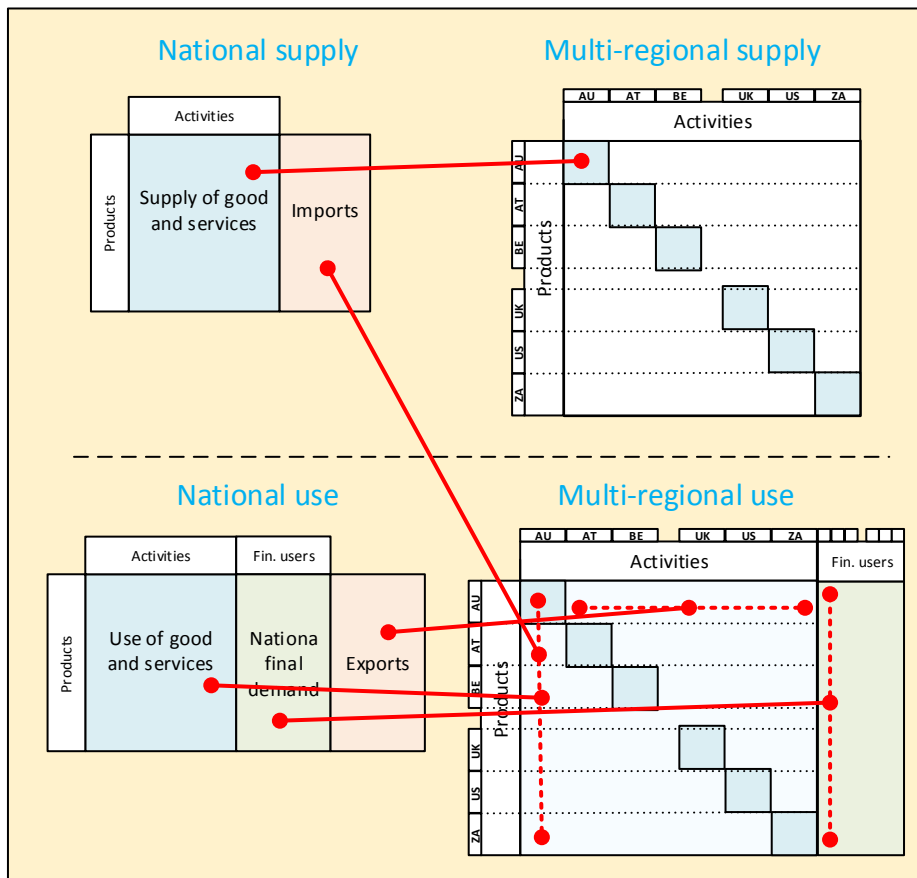 National supply
Multi-regional supply
Activities
Products
Supply of good
and services
Imports
AU
AT
BE
UK
US
ZA
Activities
Products
AU
AT
BE
UK
US
ZA
National use
Multi-regional use
Activities
Fin. users
Products
Use of good
and services
Nationa
final
demand
Exports
AU
AT
BE
UK
US
ZA
Activities
Fin. users
Products
AU
AT
BE
UK
US
ZA